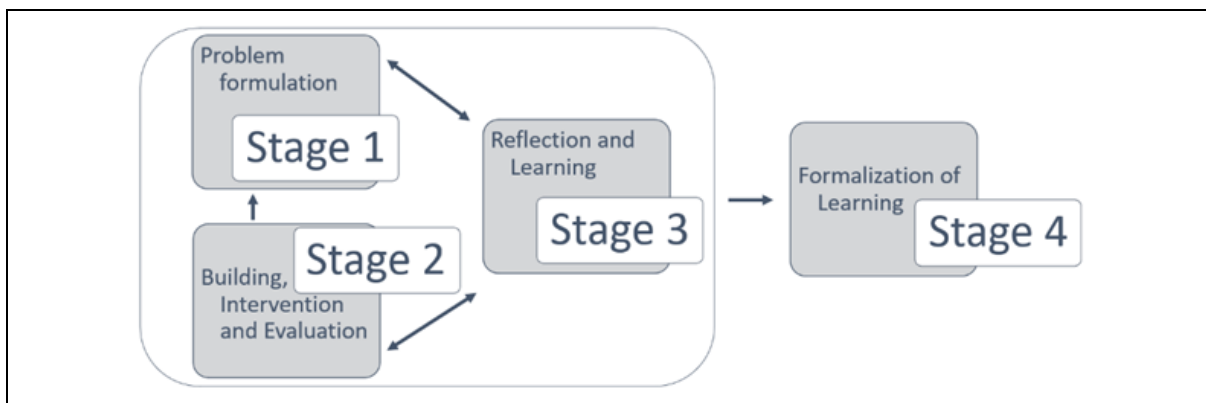 Problem
formulation
Stage 1
Building,
Intervention
and Evaluation
Stage 2
Reflection and
Learning
Stage 3
Formalization of
Learning
Stage 4